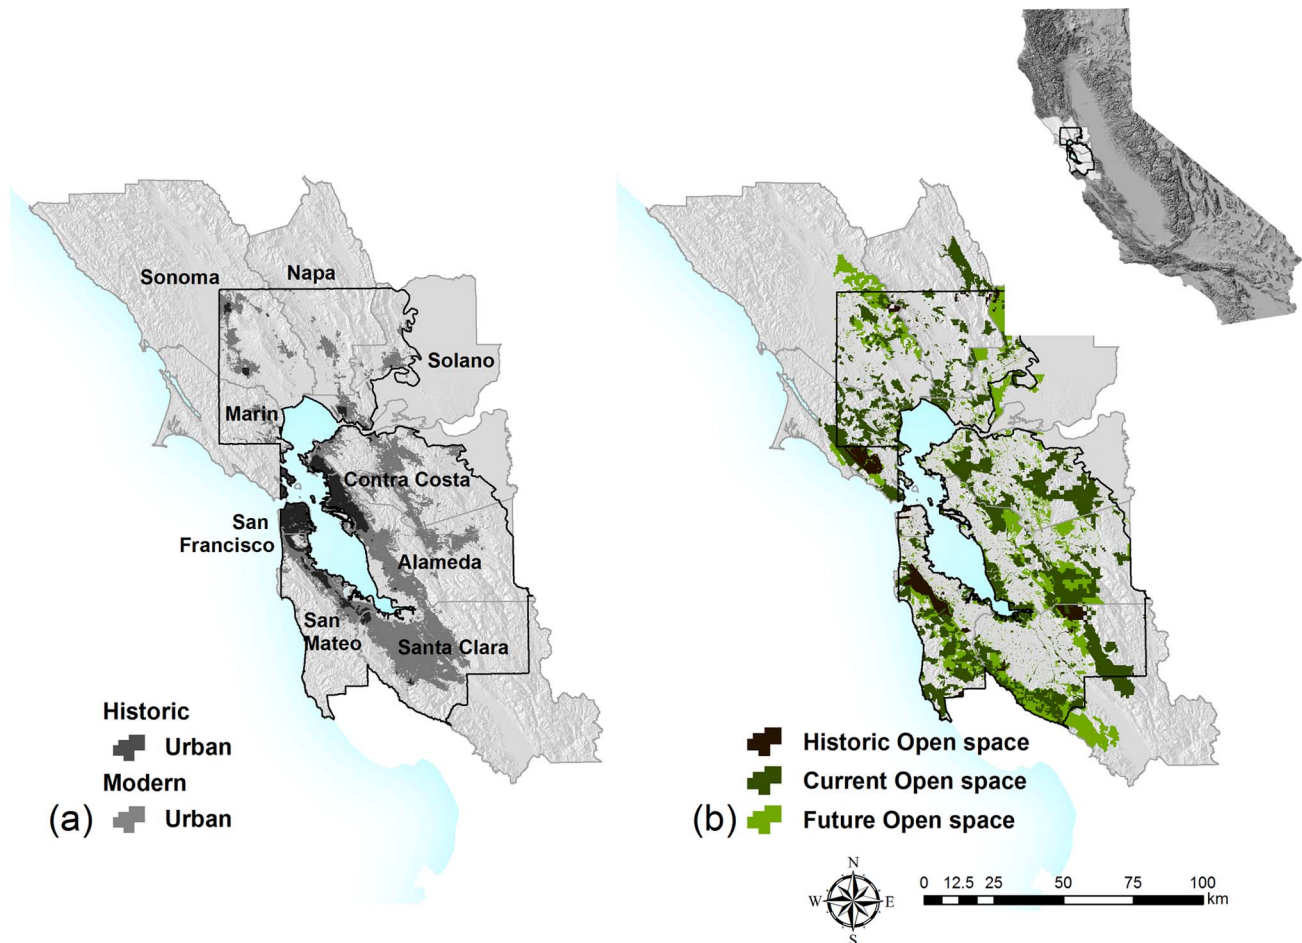 Sonoma
Napa
Solano
Marin
Contra Costa
San
Francisco
Alameda
San
Mateo
Santa Clara
Historic
Urban
Modern
Urban
(a)
Historic Open space
Current Open space
Future Open space
(b)
N
W
E
S
0 12.5 25 50 75 100
km